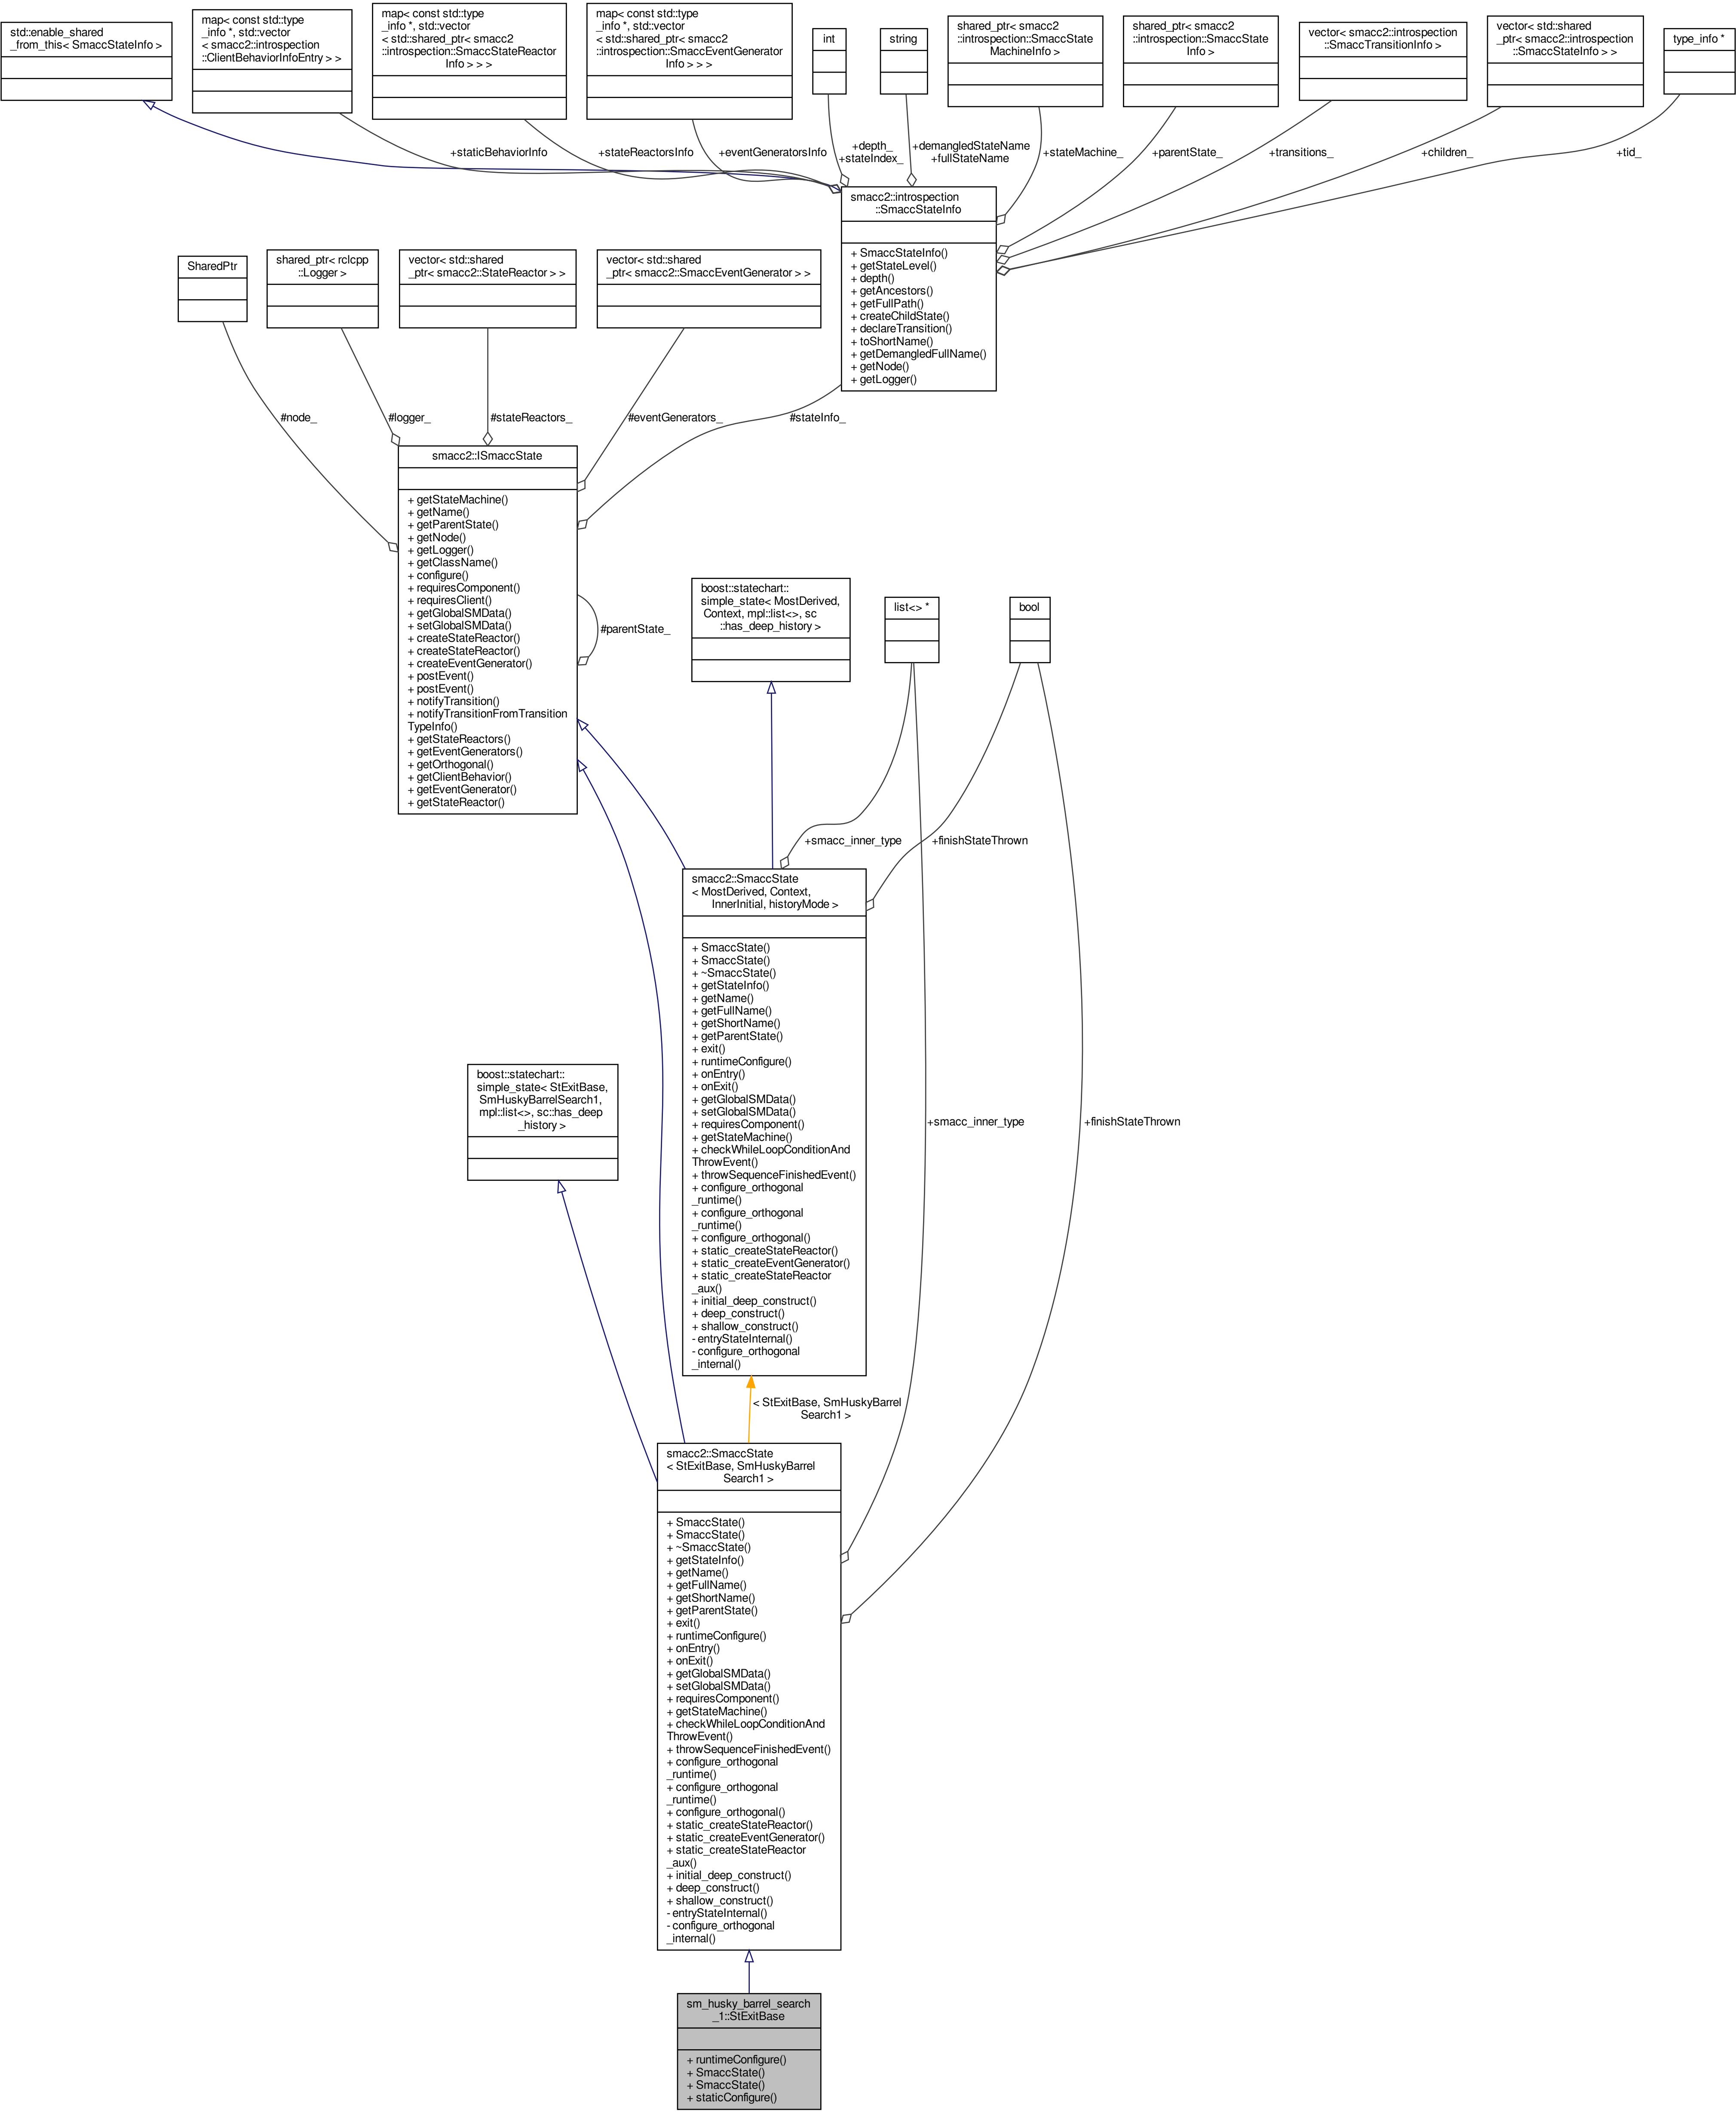 std::enable_shared
_from_this< SmaccStateInfo >
map< const std::type
_info *, std::vector
< smacc2::introspection
::ClientBehaviorInfoEntry > >
map< const std::type
_info *, std::vector
< std::shared_ptr< smacc2
::introspection::SmaccStateReactor
Info > > >
map< const std::type
_info *, std::vector
< std::shared_ptr< smacc2
::introspection::SmaccEventGenerator
Info > > >
int
string
shared_ptr< smacc2
::introspection::SmaccState
MachineInfo >
shared_ptr< smacc2
::introspection::SmaccState
Info >
vector< smacc2::introspection
::SmaccTransitionInfo >
vector< std::shared
_ptr< smacc2::introspection
::SmaccStateInfo > >
type_info *
+staticBehaviorInfo
+stateReactorsInfo
+eventGeneratorsInfo
+depth_
+stateIndex_
+demangledStateName
+fullStateName
+stateMachine_
+parentState_
+transitions_
+children_
+tid_
smacc2::introspection
::SmaccStateInfo
+ SmaccStateInfo()
+ getStateLevel()
+ depth()
+ getAncestors()
+ getFullPath()
+ createChildState()
+ declareTransition()
+ toShortName()
+ getDemangledFullName()
+ getNode()
+ getLogger()
SharedPtr
shared_ptr< rclcpp
::Logger >
vector< std::shared
_ptr< smacc2::StateReactor > >
vector< std::shared
_ptr< smacc2::SmaccEventGenerator > >
#node_
#logger_
#stateReactors_
#eventGenerators_
#stateInfo_
smacc2::ISmaccState
+ getStateMachine()
+ getName()
+ getParentState()
+ getNode()
+ getLogger()
+ getClassName()
+ configure()
+ requiresComponent()
+ requiresClient()
+ getGlobalSMData()
+ setGlobalSMData()
+ createStateReactor()
+ createStateReactor()
+ createEventGenerator()
+ postEvent()
+ postEvent()
+ notifyTransition()
+ notifyTransitionFromTransition
TypeInfo()
+ getStateReactors()
+ getEventGenerators()
+ getOrthogonal()
+ getClientBehavior()
+ getEventGenerator()
+ getStateReactor()
#parentState_
boost::statechart::
simple_state< MostDerived,
Context, mpl::list<>, sc
::has_deep_history >
list<> *
bool
+smacc_inner_type
+finishStateThrown
smacc2::SmaccState
< MostDerived, Context,
InnerInitial, historyMode >
+ SmaccState()
+ SmaccState()
+ ~SmaccState()
+ getStateInfo()
+ getName()
+ getFullName()
+ getShortName()
+ getParentState()
+ exit()
+ runtimeConfigure()
+ onEntry()
+ onExit()
+ getGlobalSMData()
+ setGlobalSMData()
+ requiresComponent()
+ getStateMachine()
+ checkWhileLoopConditionAnd
ThrowEvent()
+ throwSequenceFinishedEvent()
+ configure_orthogonal
_runtime()
+ configure_orthogonal
_runtime()
+ configure_orthogonal()
+ static_createStateReactor()
+ static_createEventGenerator()
+ static_createStateReactor
_aux()
+ initial_deep_construct()
+ deep_construct()
+ shallow_construct()
- entryStateInternal()
- configure_orthogonal
_internal()
boost::statechart::
simple_state< StExitBase,
SmHuskyBarrelSearch1,
mpl::list<>, sc::has_deep
_history >
+smacc_inner_type
+finishStateThrown
< StExitBase, SmHuskyBarrel
Search1 >
smacc2::SmaccState
< StExitBase, SmHuskyBarrel
Search1 >
+ SmaccState()
+ SmaccState()
+ ~SmaccState()
+ getStateInfo()
+ getName()
+ getFullName()
+ getShortName()
+ getParentState()
+ exit()
+ runtimeConfigure()
+ onEntry()
+ onExit()
+ getGlobalSMData()
+ setGlobalSMData()
+ requiresComponent()
+ getStateMachine()
+ checkWhileLoopConditionAnd
ThrowEvent()
+ throwSequenceFinishedEvent()
+ configure_orthogonal
_runtime()
+ configure_orthogonal
_runtime()
+ configure_orthogonal()
+ static_createStateReactor()
+ static_createEventGenerator()
+ static_createStateReactor
_aux()
+ initial_deep_construct()
+ deep_construct()
+ shallow_construct()
- entryStateInternal()
- configure_orthogonal
_internal()
sm_husky_barrel_search
_1::StExitBase
+ runtimeConfigure()
+ SmaccState()
+ SmaccState()
+ staticConfigure()